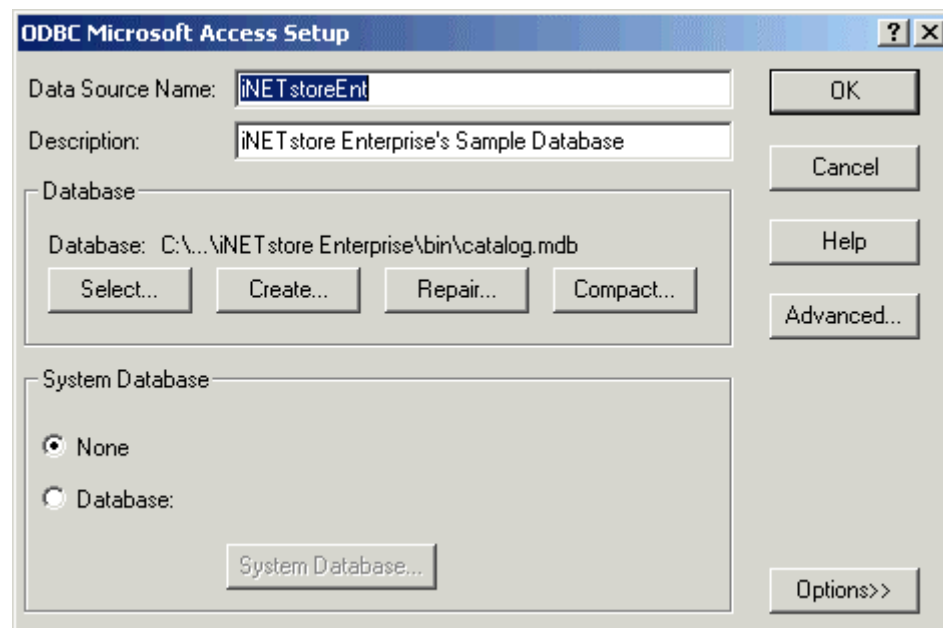 ODBC Microsoft Access Setup
Data Source Name: iNETstoreEnt
OK
Description: iNETstore Enterprise's Sample Database
Cancel
Database
Database: C:\...\iNETstore Enterprise\bin\catalog.mdb
Help
Select... Create... Repair... Compact...
Advanced...
System Database
None
Database:
System Database...
Options>>